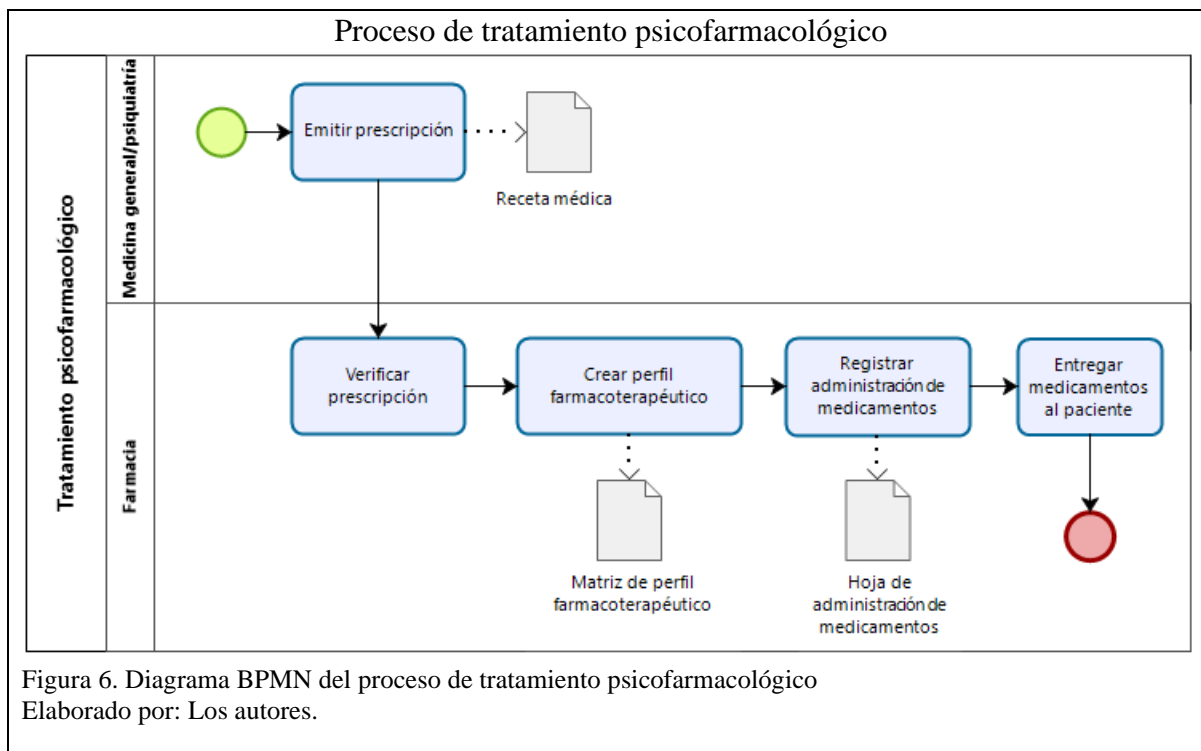 Proceso de tratamiento psicofarmacológico
Tratamiento psicofarmacológico
Medicina general/psiquiatría
Emitir prescripción
Receta médica
Farmacia
Verificar
prescripción
Crear perfil
farmacoterapéutico
Registrar
administración de
medicamentos
Entregar
medicamentos
al paciente
Matriz de perfil
farmacoterapéutico
Hoja de
administración de
medicamentos
Figura 6. Diagrama BPMN del proceso de tratamiento psicofarmacológico
Elaborado por: Los autores.